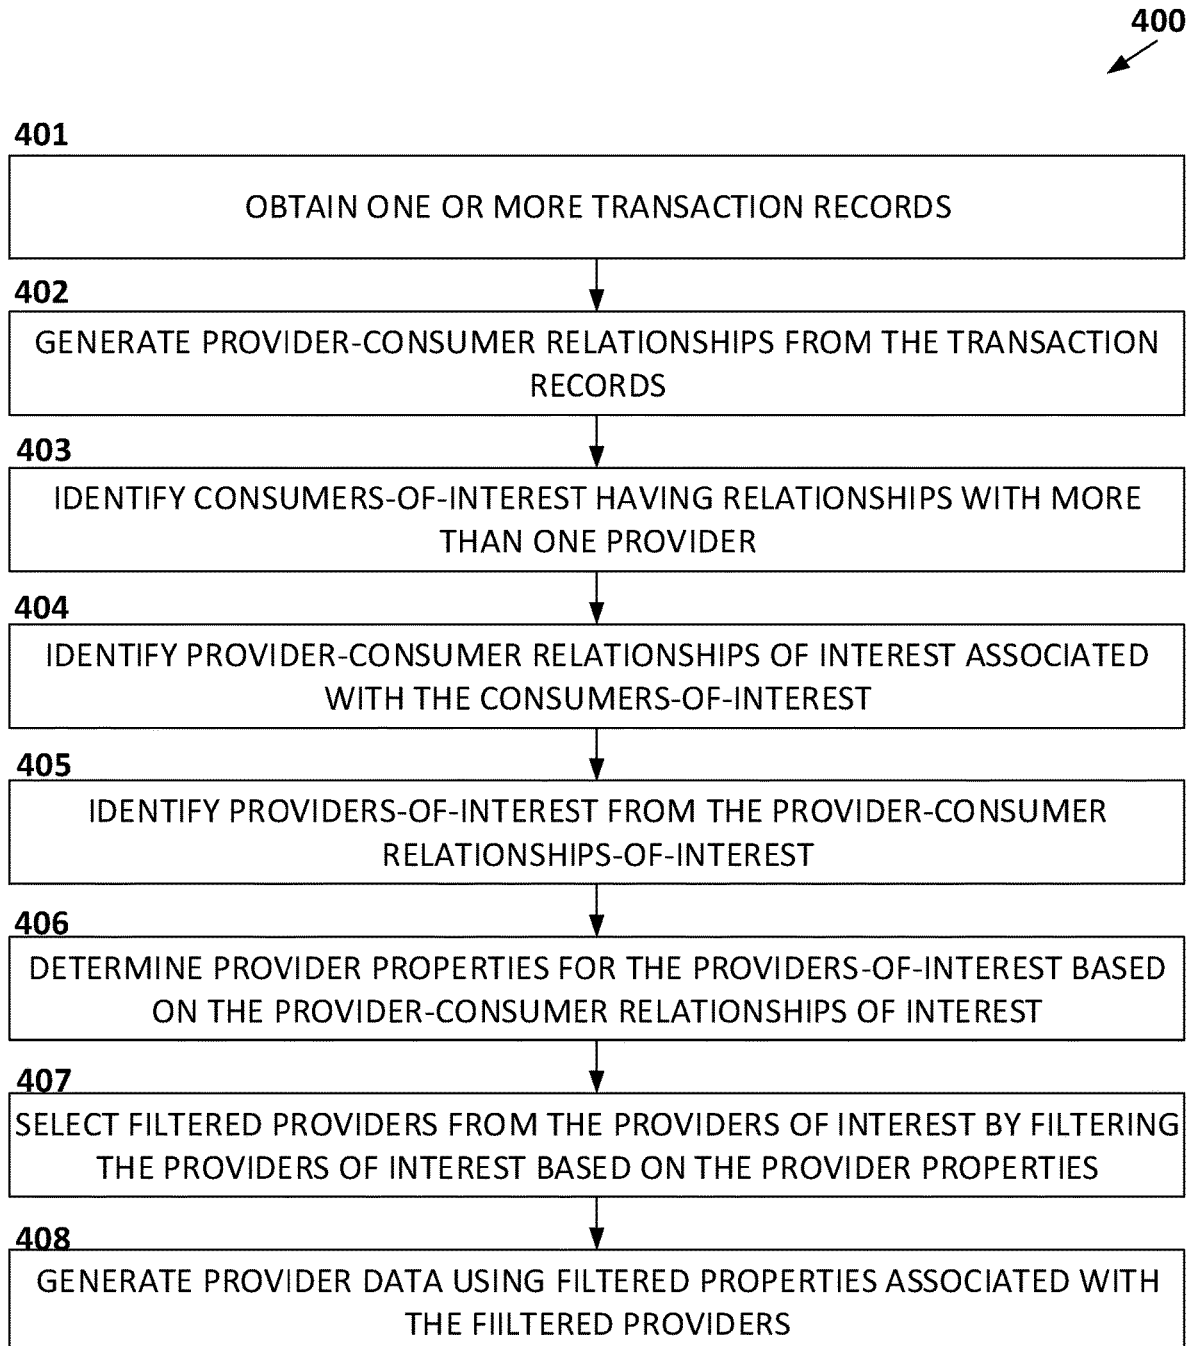 400
401
OBTAIN ONE OR MORE TRANSACTION RECORDS
402
GENERATE PROVIDER-CONSUMER RELATIONSHIPS FROM THE TRANSACTION
RECORDS
403
IDENTIFY CONSUMERS-OF-INTEREST HAVING RELATIONSHIPS WITH MORE
THAN ONE PROVIDER
404
IDENTIFY PROVIDER-CONSUMER RELATIONSHIPS OF INTEREST ASSOCIATED
WITH THE CONSUMERS-OF-INTEREST
405
IDENTIFY PROVIDERS-OF-INTEREST FROM THE PROVIDER-CONSUMER
RELATIONSHIPS-OF-INTEREST
406
DETERMINE PROVIDER PROPERTIES FOR THE PROVIDERS-OF-INTEREST BASED
ON THE PROVIDER-CONSUMER RELATIONSHIPS OF INTEREST
407
SELECT FILTERED PROVIDERS FROM THE PROVIDERS OF INTEREST BY FILTERING
THE PROVIDERS OF INTEREST BASED ON THE PROVIDER PROPERTIES
408
GENERATE PROVIDER DATA USING FILTERED PROPERTIES ASSOCIATED WITH
THE FIILTERED PROVIDERS